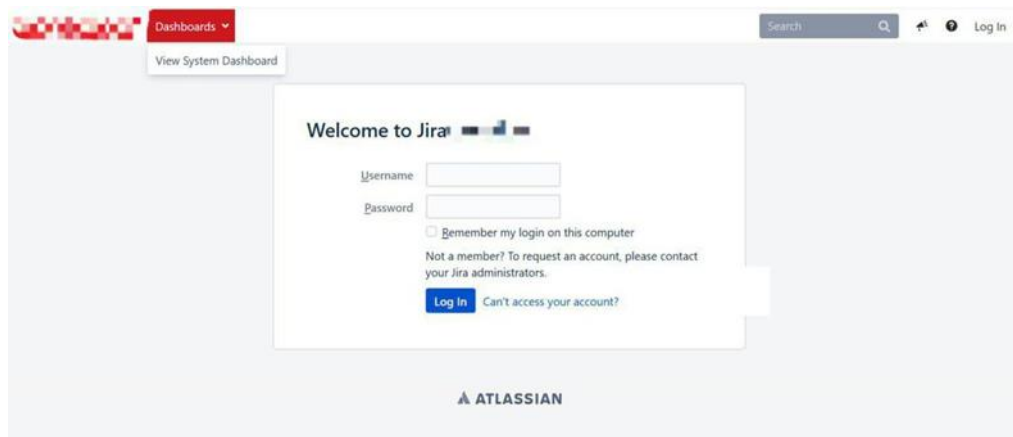 Dashboards
Search
Log In
View System Dashboard
Welcome to Jira
Username
Password
Remember my login on this computer
Not a member? To request an account, please contact
your Jira administrators.
Log In Can't access your account?
ATLASSIAN